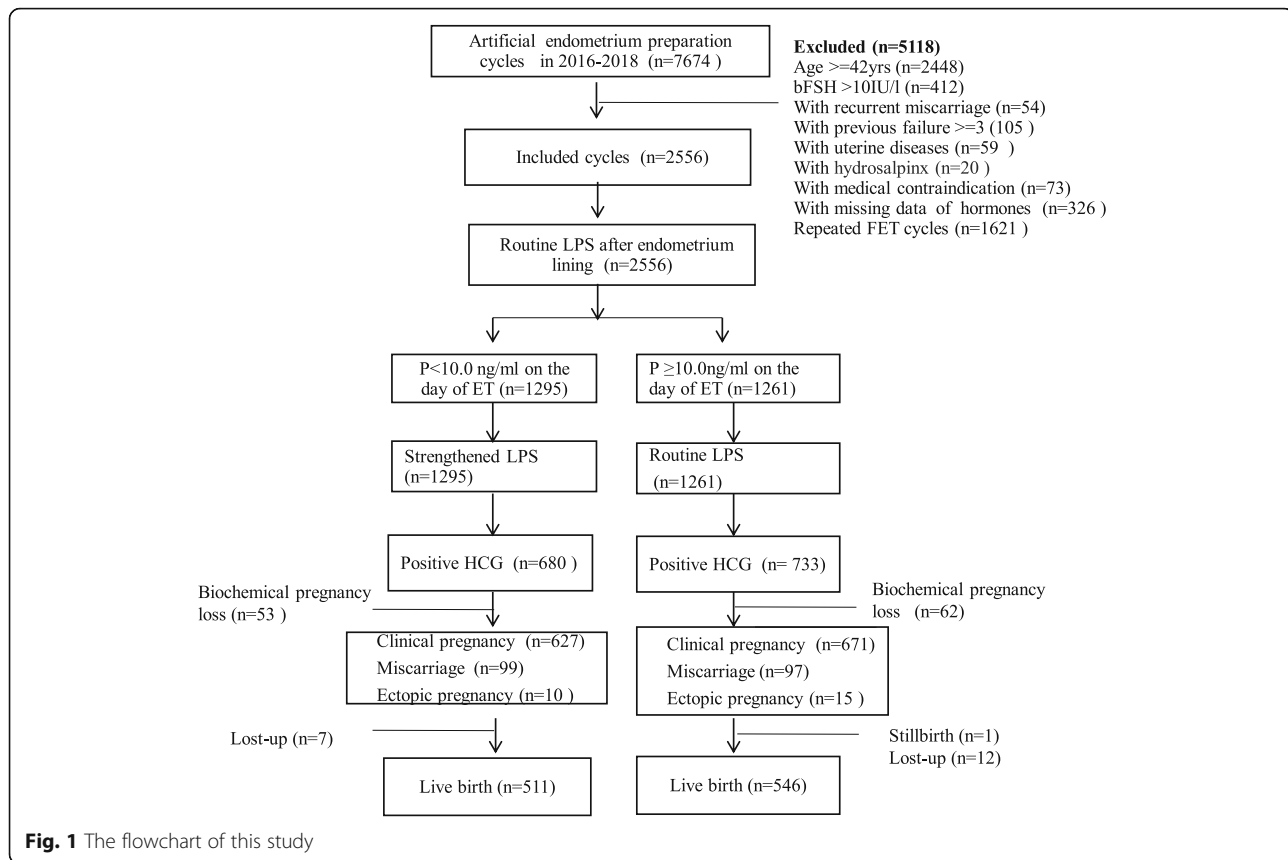 Artificial endometrium preparation
cycles in 2016-2018 (n=7674 )
Excluded (n=5118)
Age >=42yrs (n=2448)
bFSH >10IU/l (n=412)
With recurrent miscarriage (n=54)
With previous failure >=3 (105 )
With uterine diseases (n=59 )
With hydrosalpinx (n=20 )
With medical contraindication (n=73)
With missing data of hormones (n=326 )
Repeated FET cycles (n=1621 )
Included cycles (n=2556)
Routine LPS after endometrium
lining (n=2556)
P<10.0 ng/ml on the
day of ET (n=1295)
P ≥10.0ng/ml on the
day of ET (n=1261)
Strengthened LPS
(n=1295)
Routine LPS
(n=1261)
Positive HCG (n=680 )
Positive HCG (n= 733)
Biochemical pregnancy
loss (n=53 )
Biochemical pregnancy
loss (n=62)
Clinical pregnancy (n=627)
Miscarriage (n=99)
Ectopic pregnancy (n=10 )
Clinical pregnancy (n=671)
Miscarriage (n=97)
Ectopic pregnancy (n=15 )
Lost-up (n=7)
Stillbirth (n=1)
Lost-up (n=12)
Live birth (n=511)
Live birth (n=546)
Fig. 1 The flowchart of this study